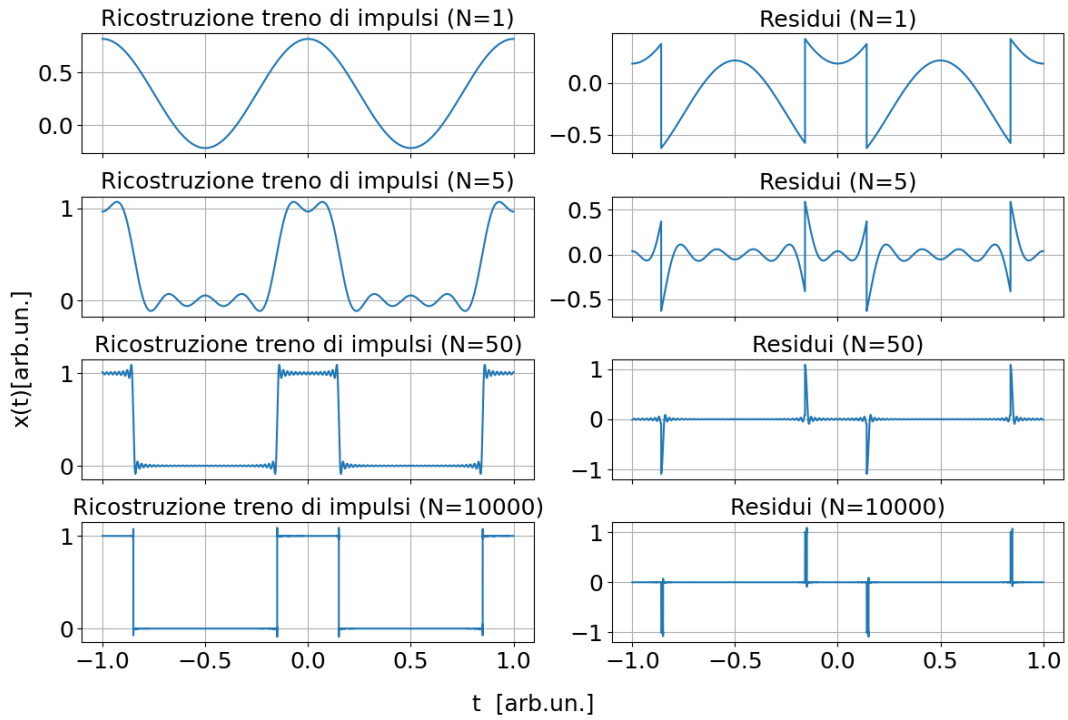 Ricostruzione treno di impulsi (N=1)
Residui (N=1)
0.5
0.0
0.0
−0.5
Ricostruzione treno di impulsi (N=5)
Residui (N=5)
1
0
0.5
0.0
−0.5
Ricostruzione treno di impulsi (N=50)
Residui (N=50)
1
0
1
0
−1
Ricostruzione treno di impulsi (N=10000)
Residui (N=10000)
1
0
1
0
−1
−1.0 −0.5 0.0 0.5 1.0
−1.0 −0.5 0.0 0.5 1.0
x(t)[arb.un.]
t [arb.un.]